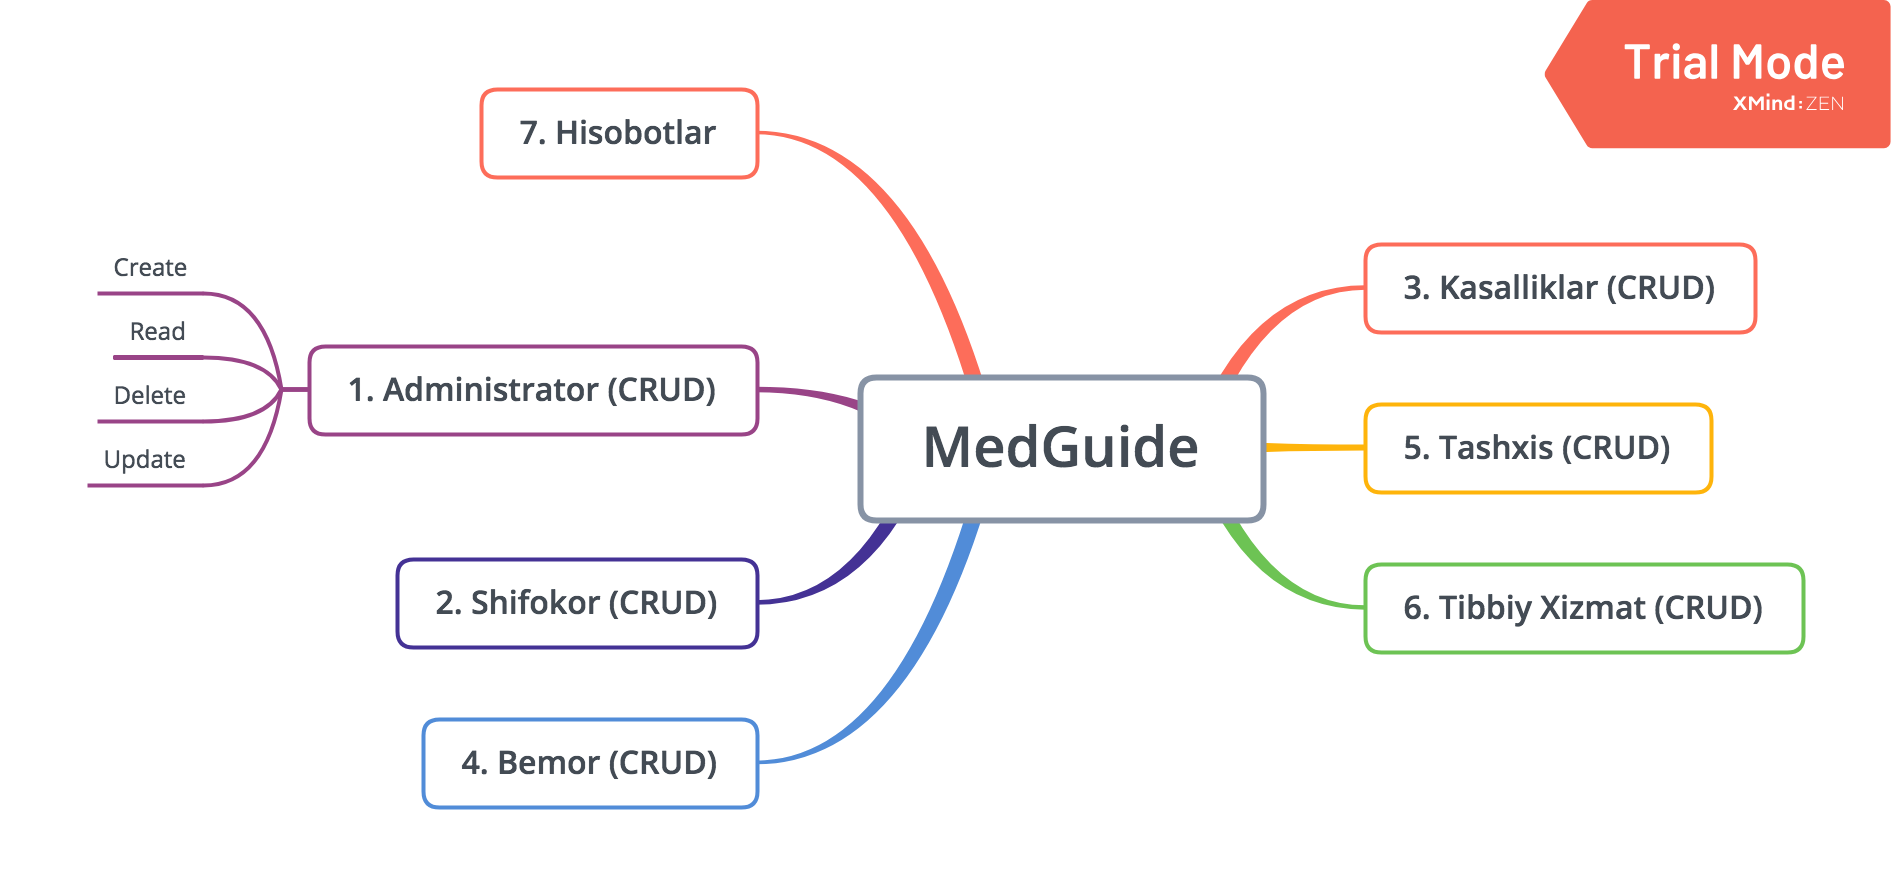 Trial Mode
XMind:ZEN
7. Hisobotlar
Create
Read
Delete
Update
1. Administrator (CRUD)
2. Shifokor (CRUD)
4. Bemor (CRUD)
MedGuide
3. Kasalliklar (CRUD)
5. Tashxis (CRUD)
6. Tibbiy Xizmat (CRUD)